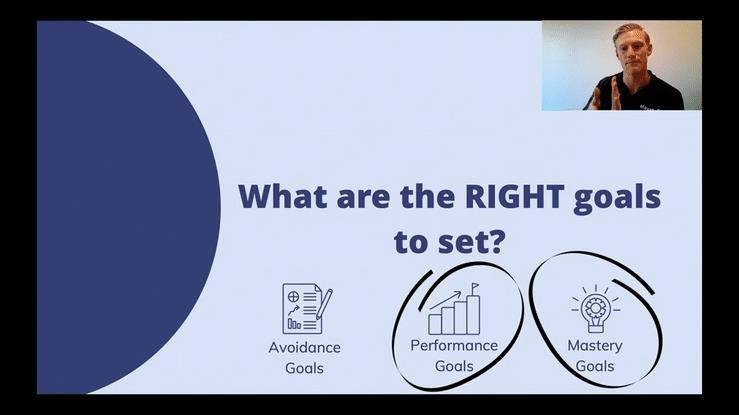 What are the RIGHT goals
to set?
Avoidance
Goals
Performance
Goals
Mastery
Goals